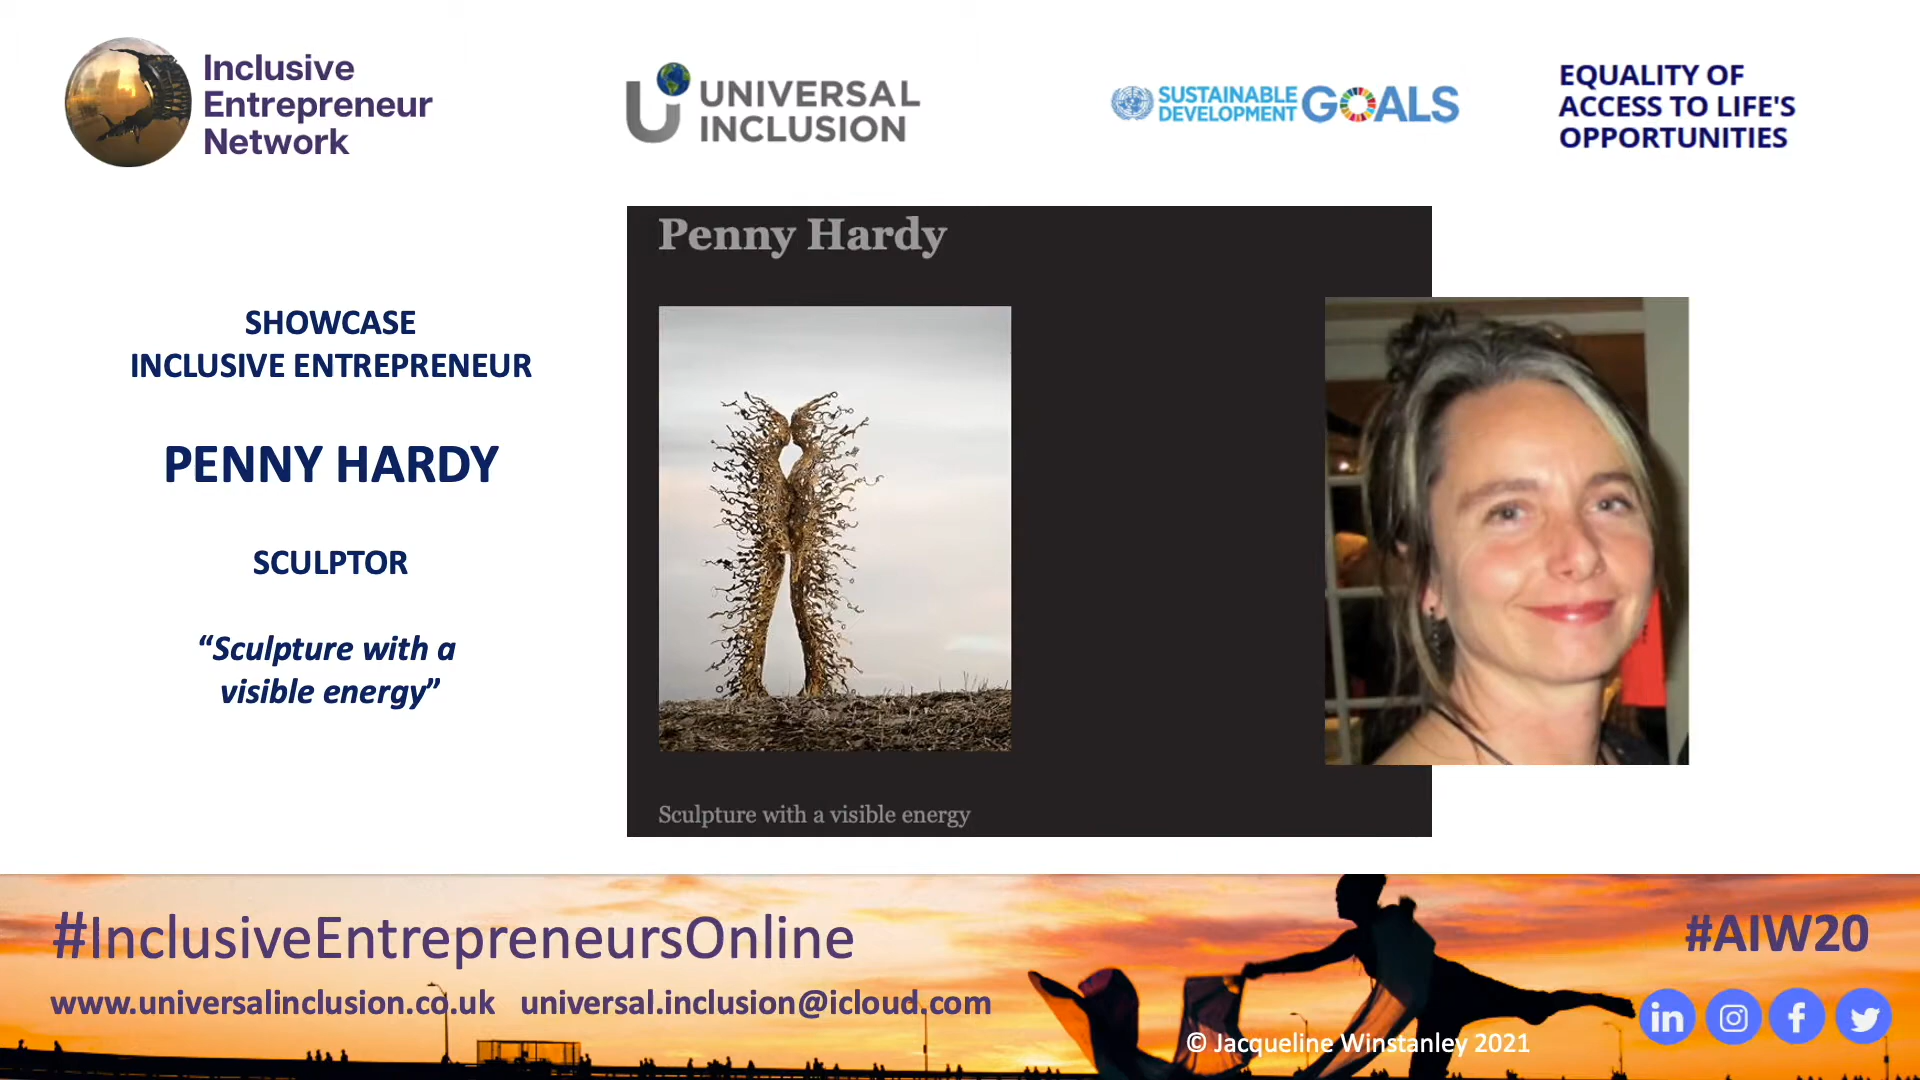 Inclusive
Entrepreneur
Network
UNIVERSAL
INCLUSION
SUSTAINABLE
DEVELOPMENT
GOALS
EQUALITY OF
ACCESS TO LIFE'S
OPPORTUNITIES
SHOWCASE
INCLUSIVE ENTREPRENEUR
PENNY HARDY
SCULPTOR
“Sculpture with a
visible energy”
Penny Hardy
Sculpture with a visible energy
#InclusiveEntrepreneursOnline
www.universalinclusion.co.uk universal.inclusion@icloud.com
#AIW20
© Jacqueline Winstanley 2021